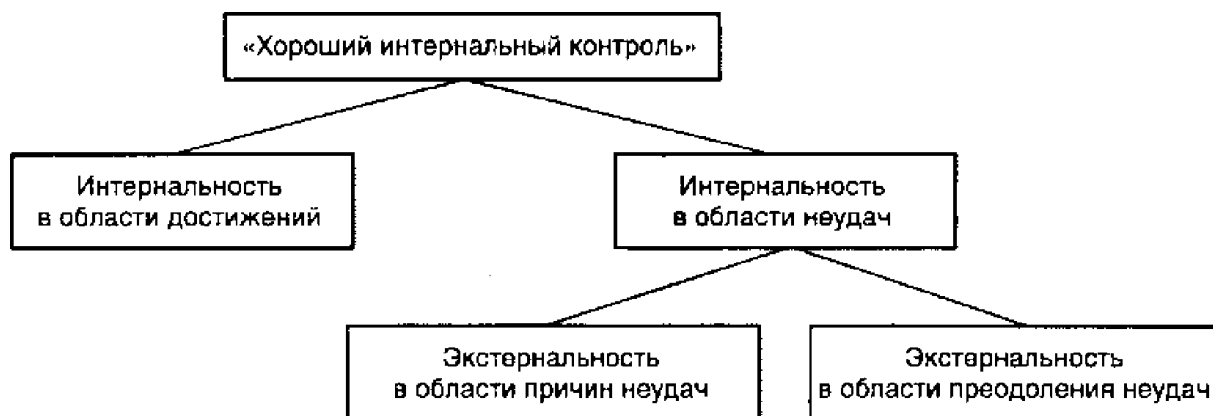 «Хороший интернальный контроль»
Интернальность
в области достижений
Интернальность
в области неудач
Экстернальность
в области причин неудач
Экстернальность
в области преодоления неудач